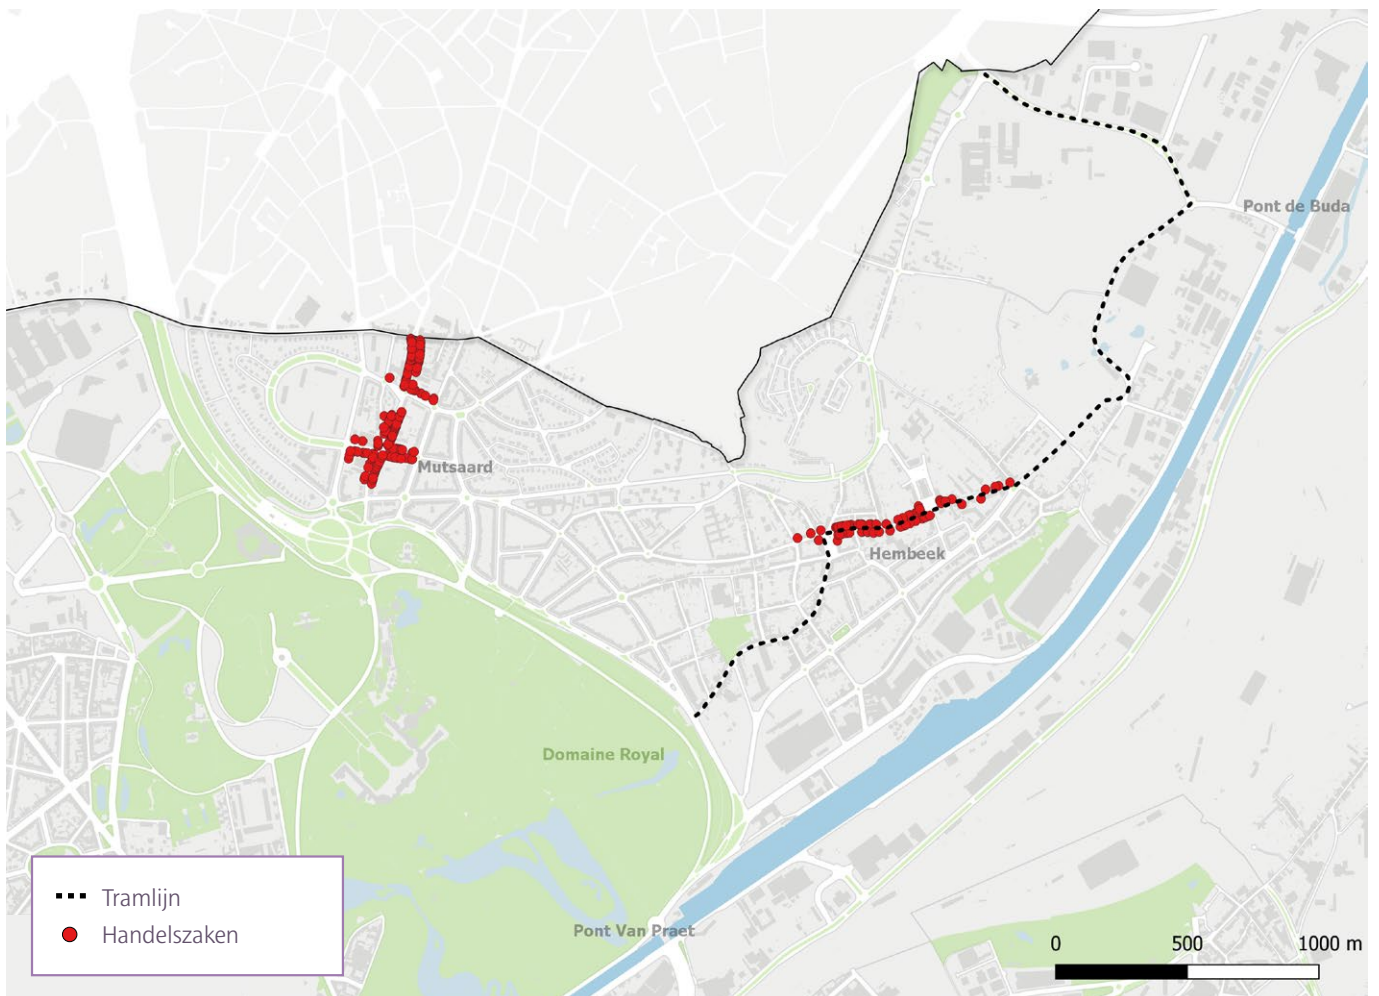 Pont de Buda
Mutsaard
Hembeek
Domaine Royal
Pont Van Praet
Tramlijn
Handelszaken
0 500 1000 m